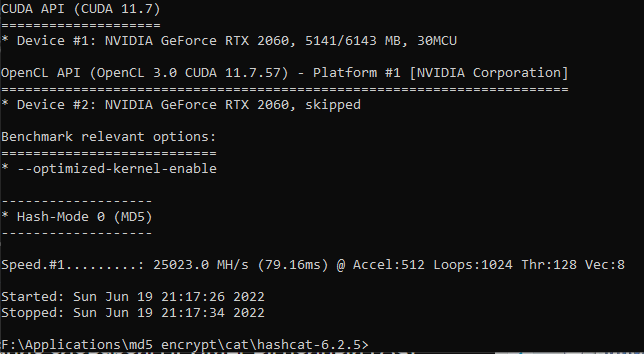 CUDA API (CUDA 11.7)
====================
* Device #1: NVIDIA GeForce RTX 2060, 5141/6143 MB, 30MCU
OpenCL API (OpenCL 3.0 CUDA 11.7.57) - Platform #1 [NVIDIA Corporation]
=======================================================================
* Device #2: NVIDIA GeForce RTX 2060, skipped
Benchmark relevant options:
===========================
* --optimized-kernel-enable
-------------------
* Hash-Mode 0 (MD5)
-------------------
Speed.#1.........: 25023.0 MH/s (79.16ms) @ Accel:512 Loops:1024 Thr:128 Vec:8
Started: Sun Jun 19 21:17:26 2022
Stopped: Sun Jun 19 21:17:34 2022
F:\Applications\md5 encrypt\cat\hashcat-6.2.5>